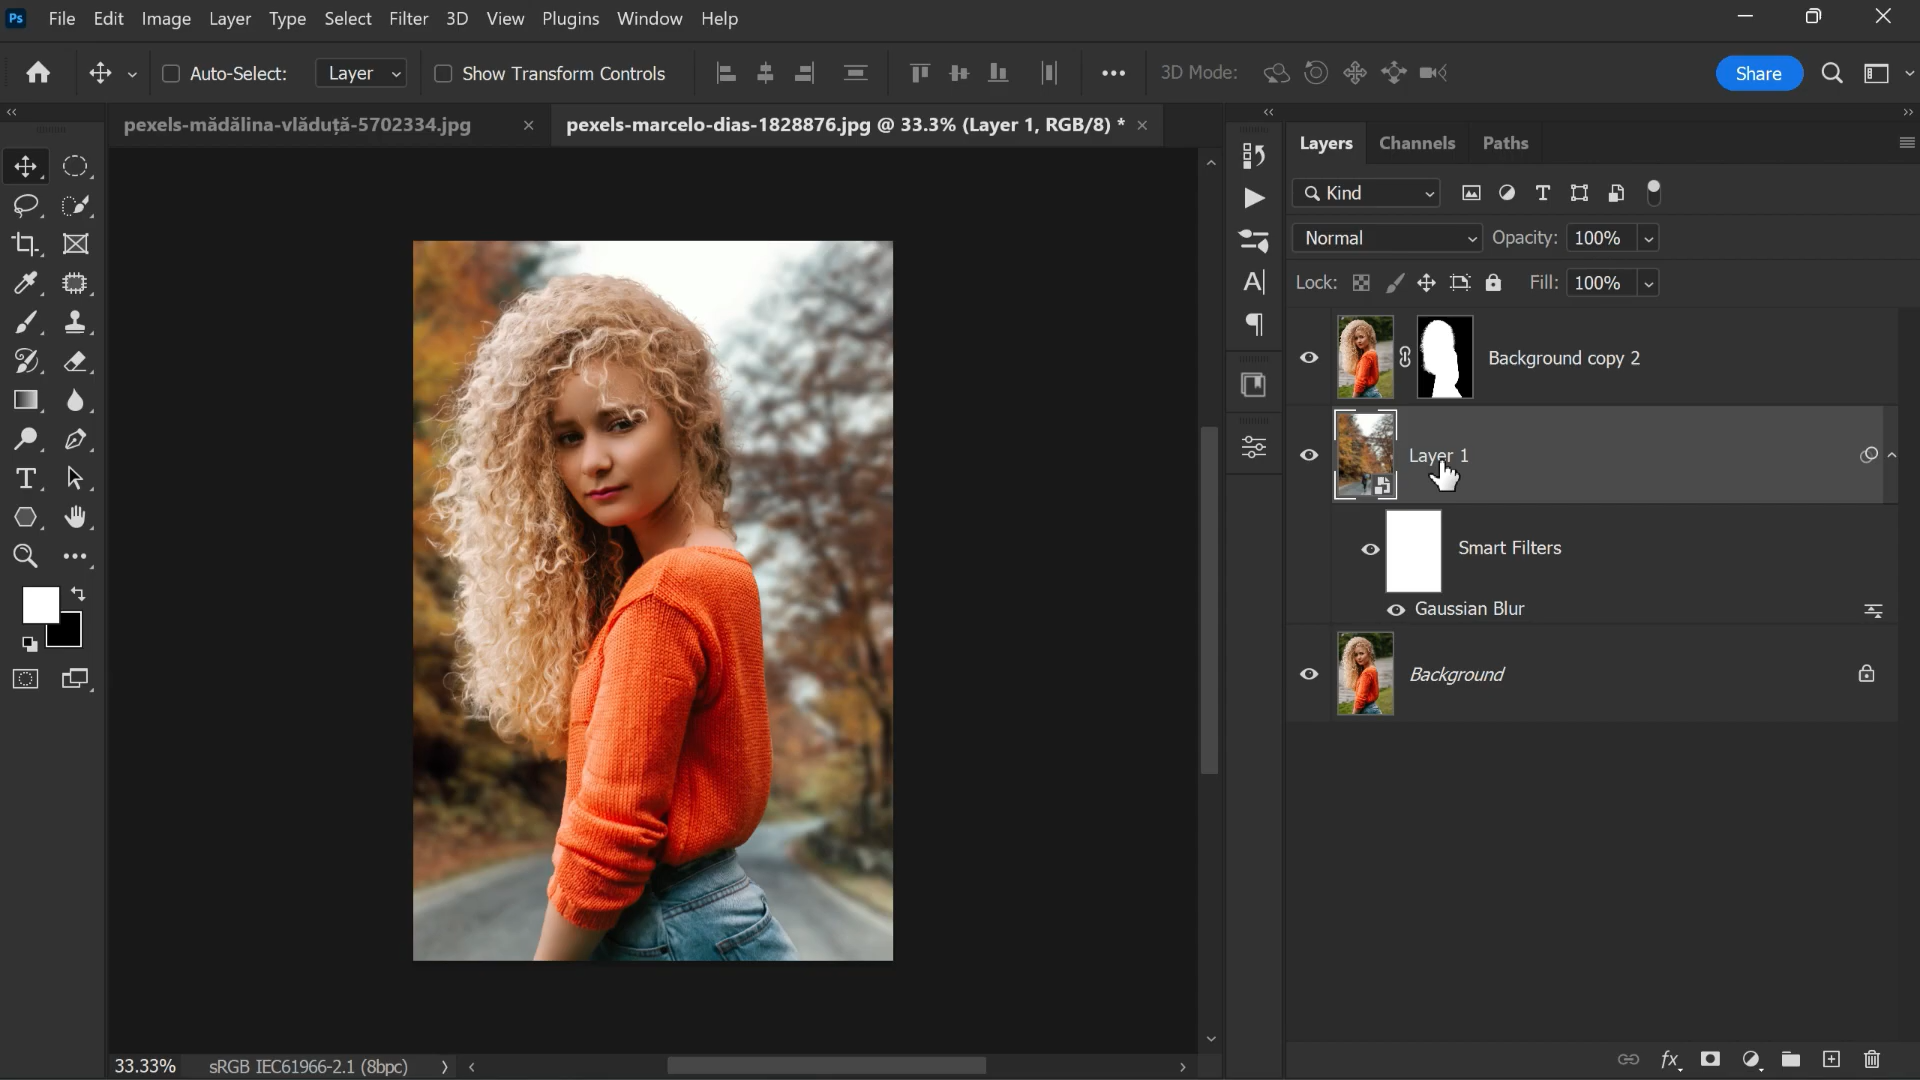 Ps File Edit Image Layer Type Select Filter 3D View Plugins Window Help
Auto-Select: Layer Show Transform Controls 3D Mode: Share
pexels-mădălina-vlăduță-5702334.jpg × pexels-marcelo-dias-1828876.jpg @ 33.3% (Layer 1, RGB/8) * ×
Layers Channels Paths
Kind
Normal Opacity: 100%
Lock: Fill: 100%
Background copy 2
Layer 1
Smart Filters
Gaussian Blur
Background
33.33% sRGB IEC61966-2.1 (8bpc)